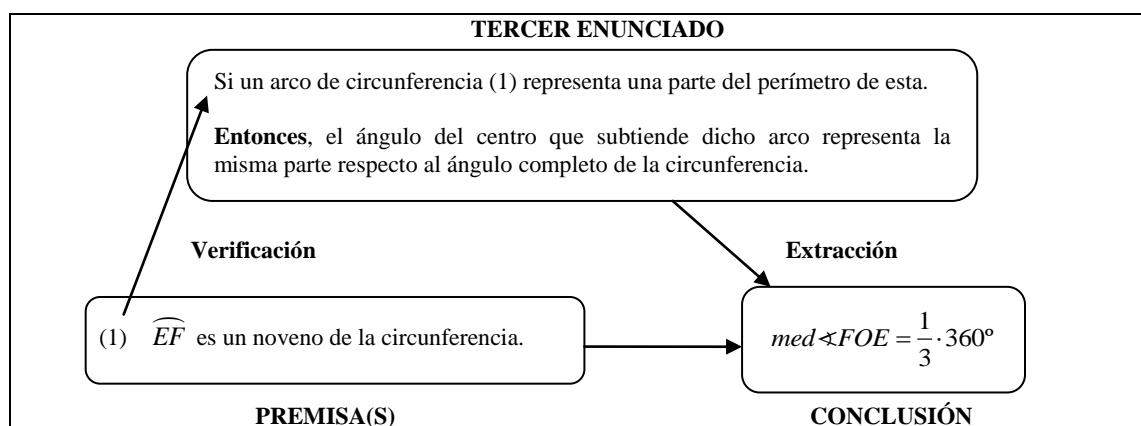 TERCER ENUNCIADO
Si un arco de circunferencia (1) representa una parte del perímetro de esta.
Entonces, el ángulo del centro que subtiende dicho arco representa la
misma parte respecto al ángulo completo de la circunferencia.
Verificación
Extracción
(1) \widehat{EF} es un noveno de la circunferencia.
med∢FOE = \frac{1}{3} · 360º
PREMISA(S)
CONCLUSIÓN